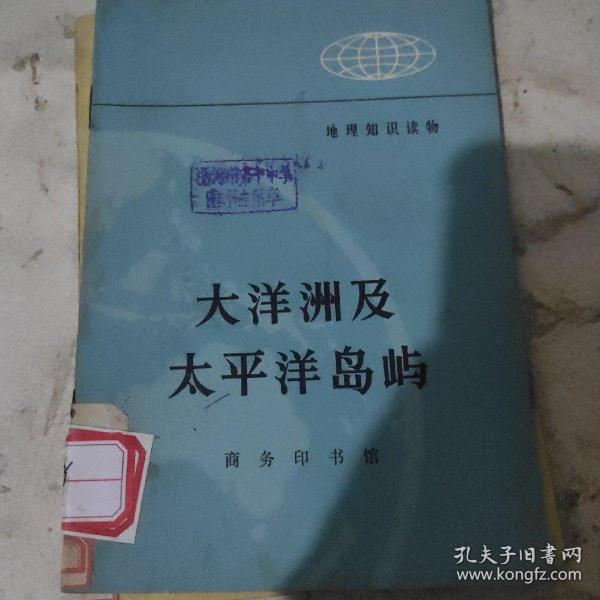 地理知识读物
大洋洲及
太平洋岛屿
商务印书馆
孔夫子旧书网
www.kongfz.com